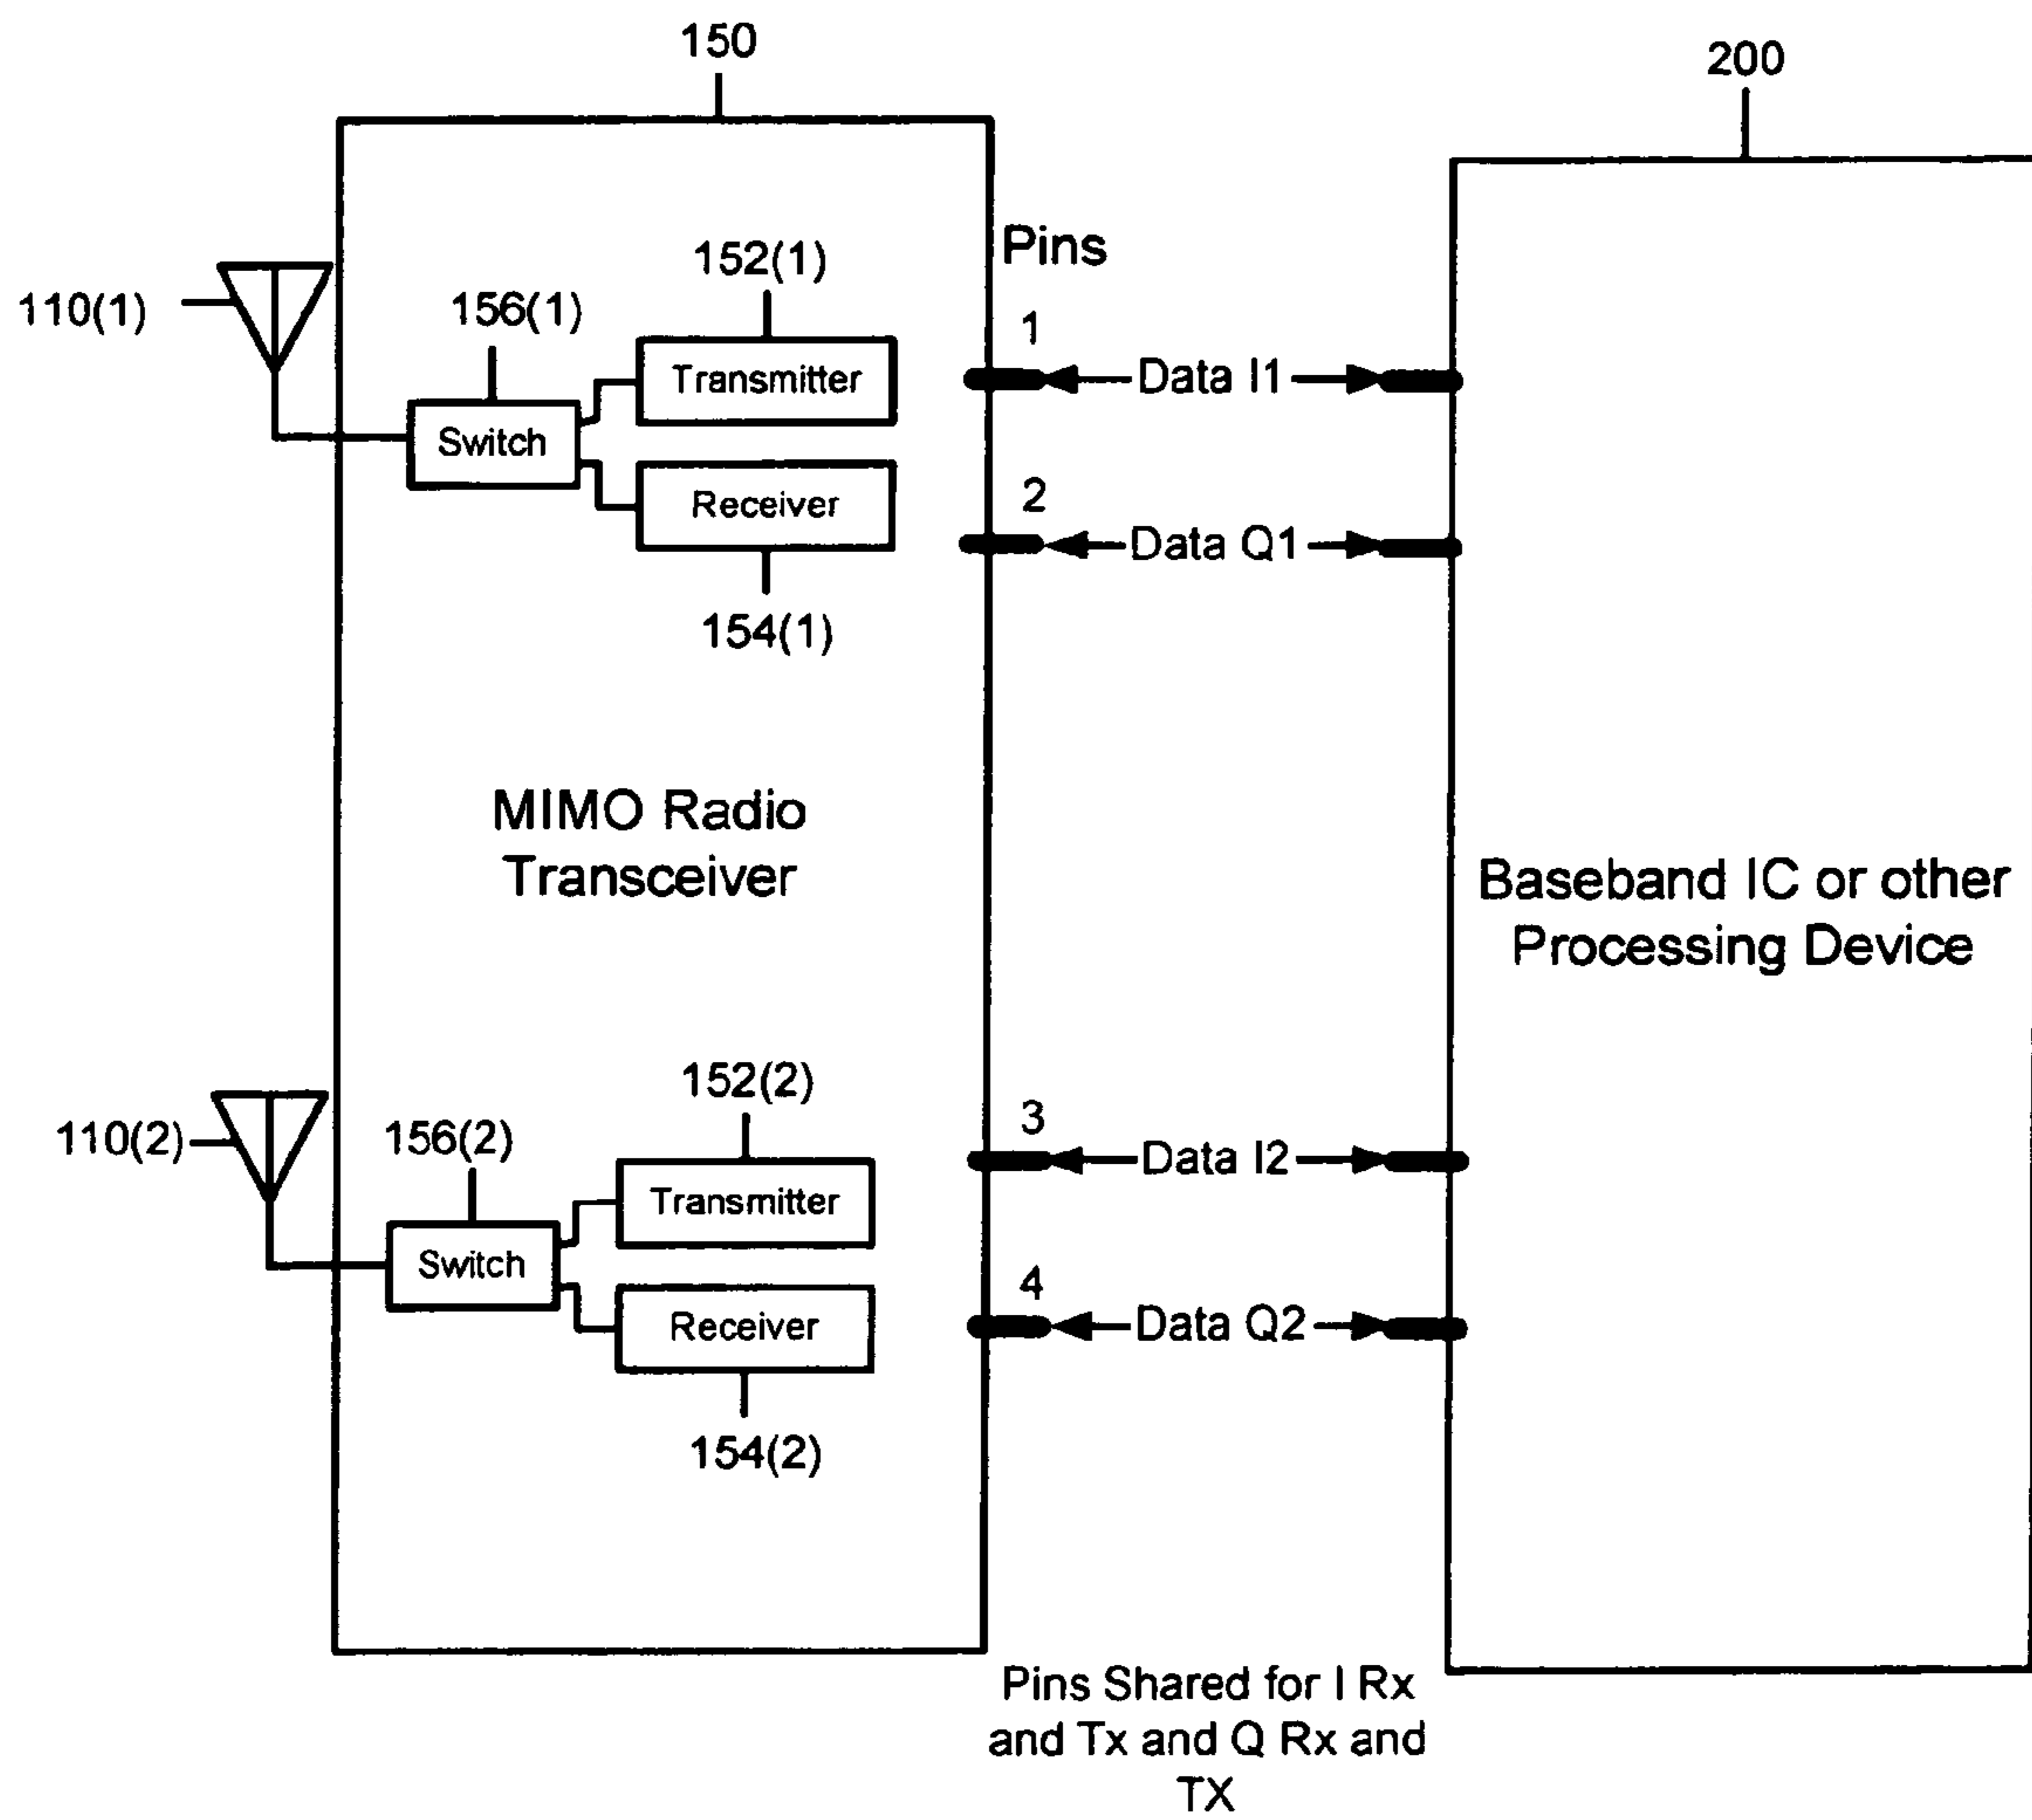 150
200
Pins
152(1)
110(1)
156(1)
1
Transmitter
Data I1
Switch
Receiver
2
Data Q1
154(1)
MIMO Radio
Transceiver
Baseband IC or other
Processing Device
152(2)
110(2)
156(2)
3
Transmitter
Data I2
Switch
Receiver
4
Data Q2
154(2)
Pins Shared for I Rx
and Tx and Q Rx and
TX